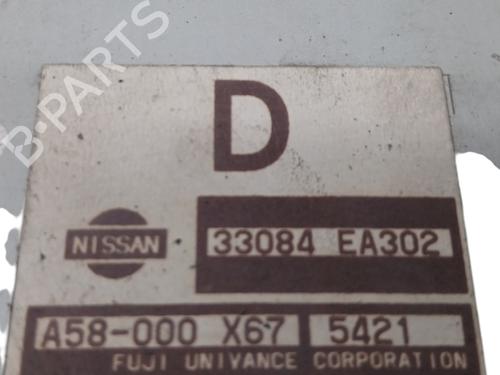 B-PARTS
D
NISSAN
33084 EA302
A58-000 X67 5421
FUJI UNIVANCE CORPORATION